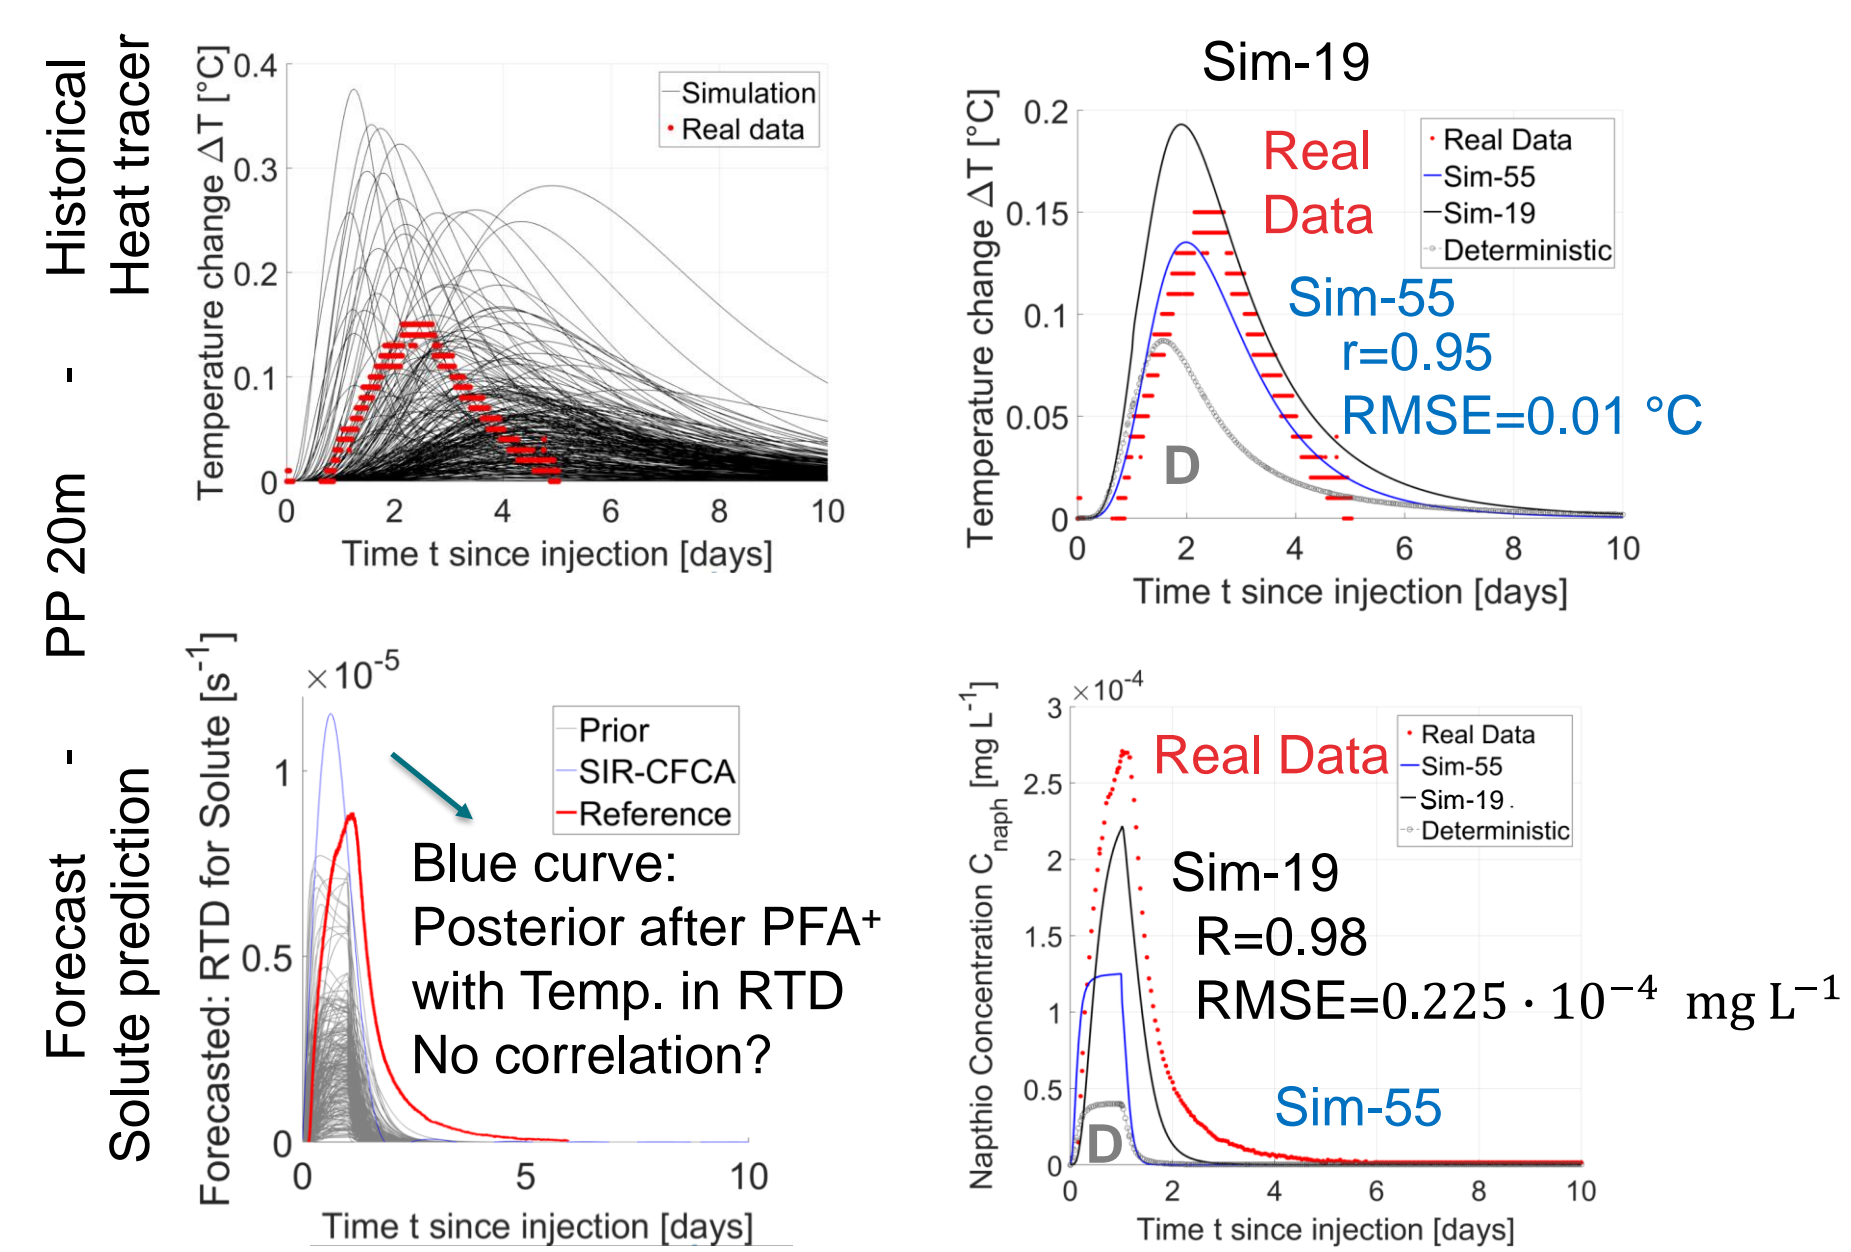 Historical
Heat tracer
-
PP 20m
-
Forecast
Solute prediction
Temperature change ΔT [°C]
0.4
0.3
0.2
0.1
0
0 2 4 6 8 10
Time t since injection [days]
Simulation
Real data
Sim-19
Temperature change ΔT [°C]
0.2
0.15
0.1
0.05
0
0 2 4 6 8 10
Time t since injection [days]
Real Data
Sim-55
Sim-19
Deterministic
Real
Data
Sim-55
r=0.95
RMSE=0.01 °C
D
Forecasted: RTD for Solute [s⁻¹]
×10⁻⁵
1
0.5
0
0 5 10
Time t since injection [days]
Prior
SIR-CFCA
Reference
Blue curve:
Posterior after PFA⁺
with Temp. in RTD
No correlation?
Napthio Concentration C_naph [mg L⁻¹]
×10⁻⁴
3
2.5
2
1.5
1
0.5
0
0 2 4 6 8 10
Time t since injection [days]
Real Data
Sim-55
Sim-19 .
Deterministic
Real Data
Sim-19
R=0.98
RMSE=0.225 · 10⁻⁴ mg L⁻¹
Sim-55
D